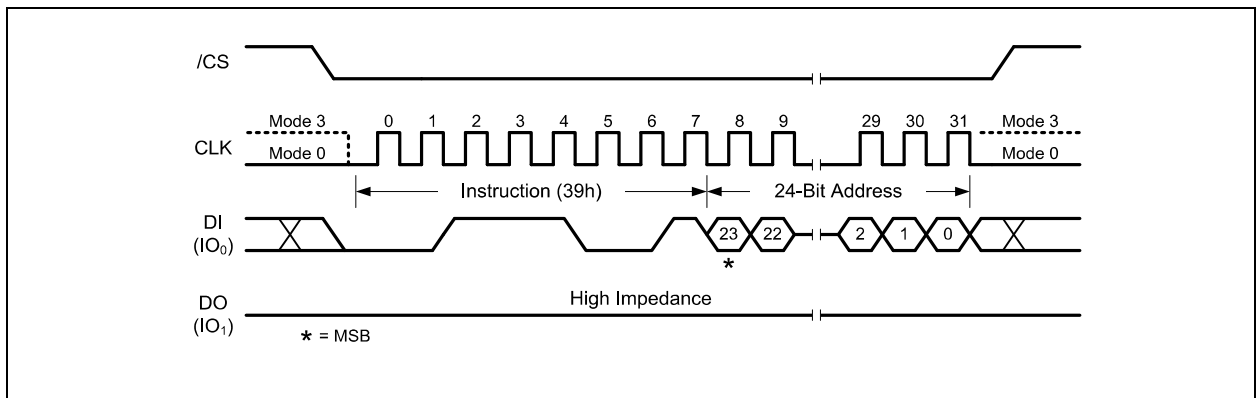 /CS
Mode 3 0 1 2 3 4 5 6 7 8 9 29 30 31 Mode 3
CLK
Mode 0 Mode 0
Instruction (39h) 24-Bit Address
DI
(IO₀)
23 22 2 1 0
*
DO
(IO₁)
High Impedance
* = MSB